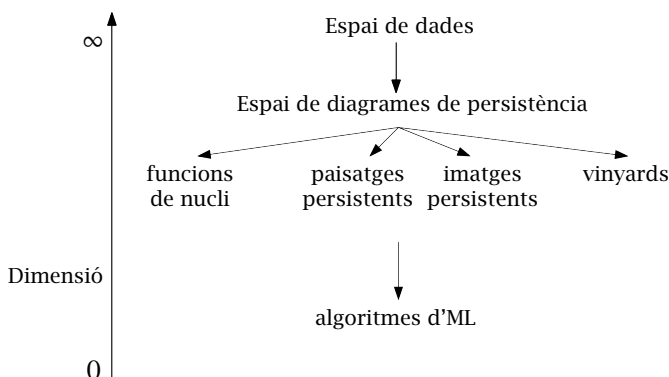 Espai de dades
∞
Espai de diagrames de persistència
funcions
de nucli
paisatges
persistents
imatges
persistents
vinyards
Dimensió
algoritmes d’ML
0